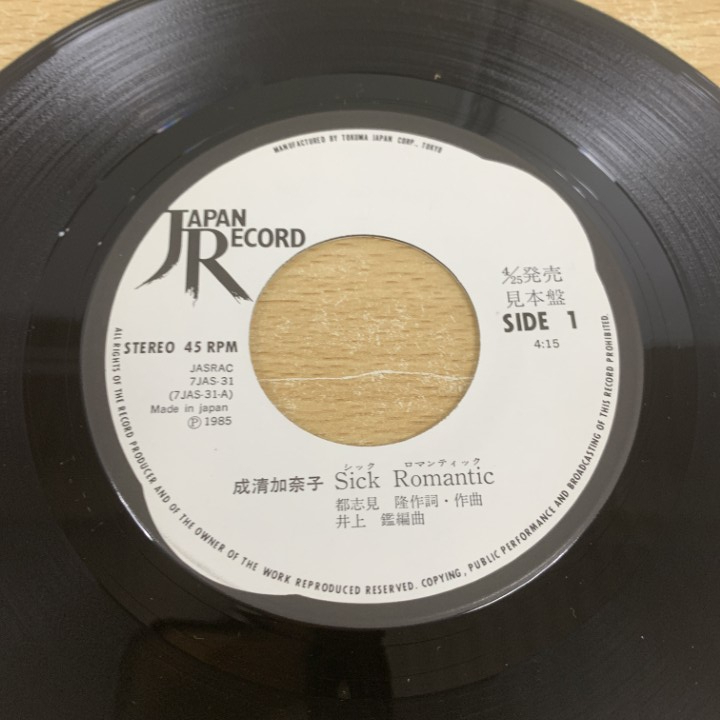 MANUFACTURED BY TOKUMA JAPAN CORP., TOKYO
JAPAN
RECORD
4/25発売
見本盤
SIDE 1
4:15
STEREO 45 RPM
JASRAC
7JAS-31
(7JAS-31-A)
Made in japan
Ⓟ1985
シック ロマンティック
成清加奈子 Sick Romantic
都志見 隆作詞・作曲
井上 鑑編曲
ALL RIGHTS OF THE RECORD PRODUCER AND OF THE OWNER OF THE WORK REPRODUCED RESERVED. COPYING, PUBLIC PERFORMANCE AND BROADCASTING OF THIS RECORD PROHIBITED.